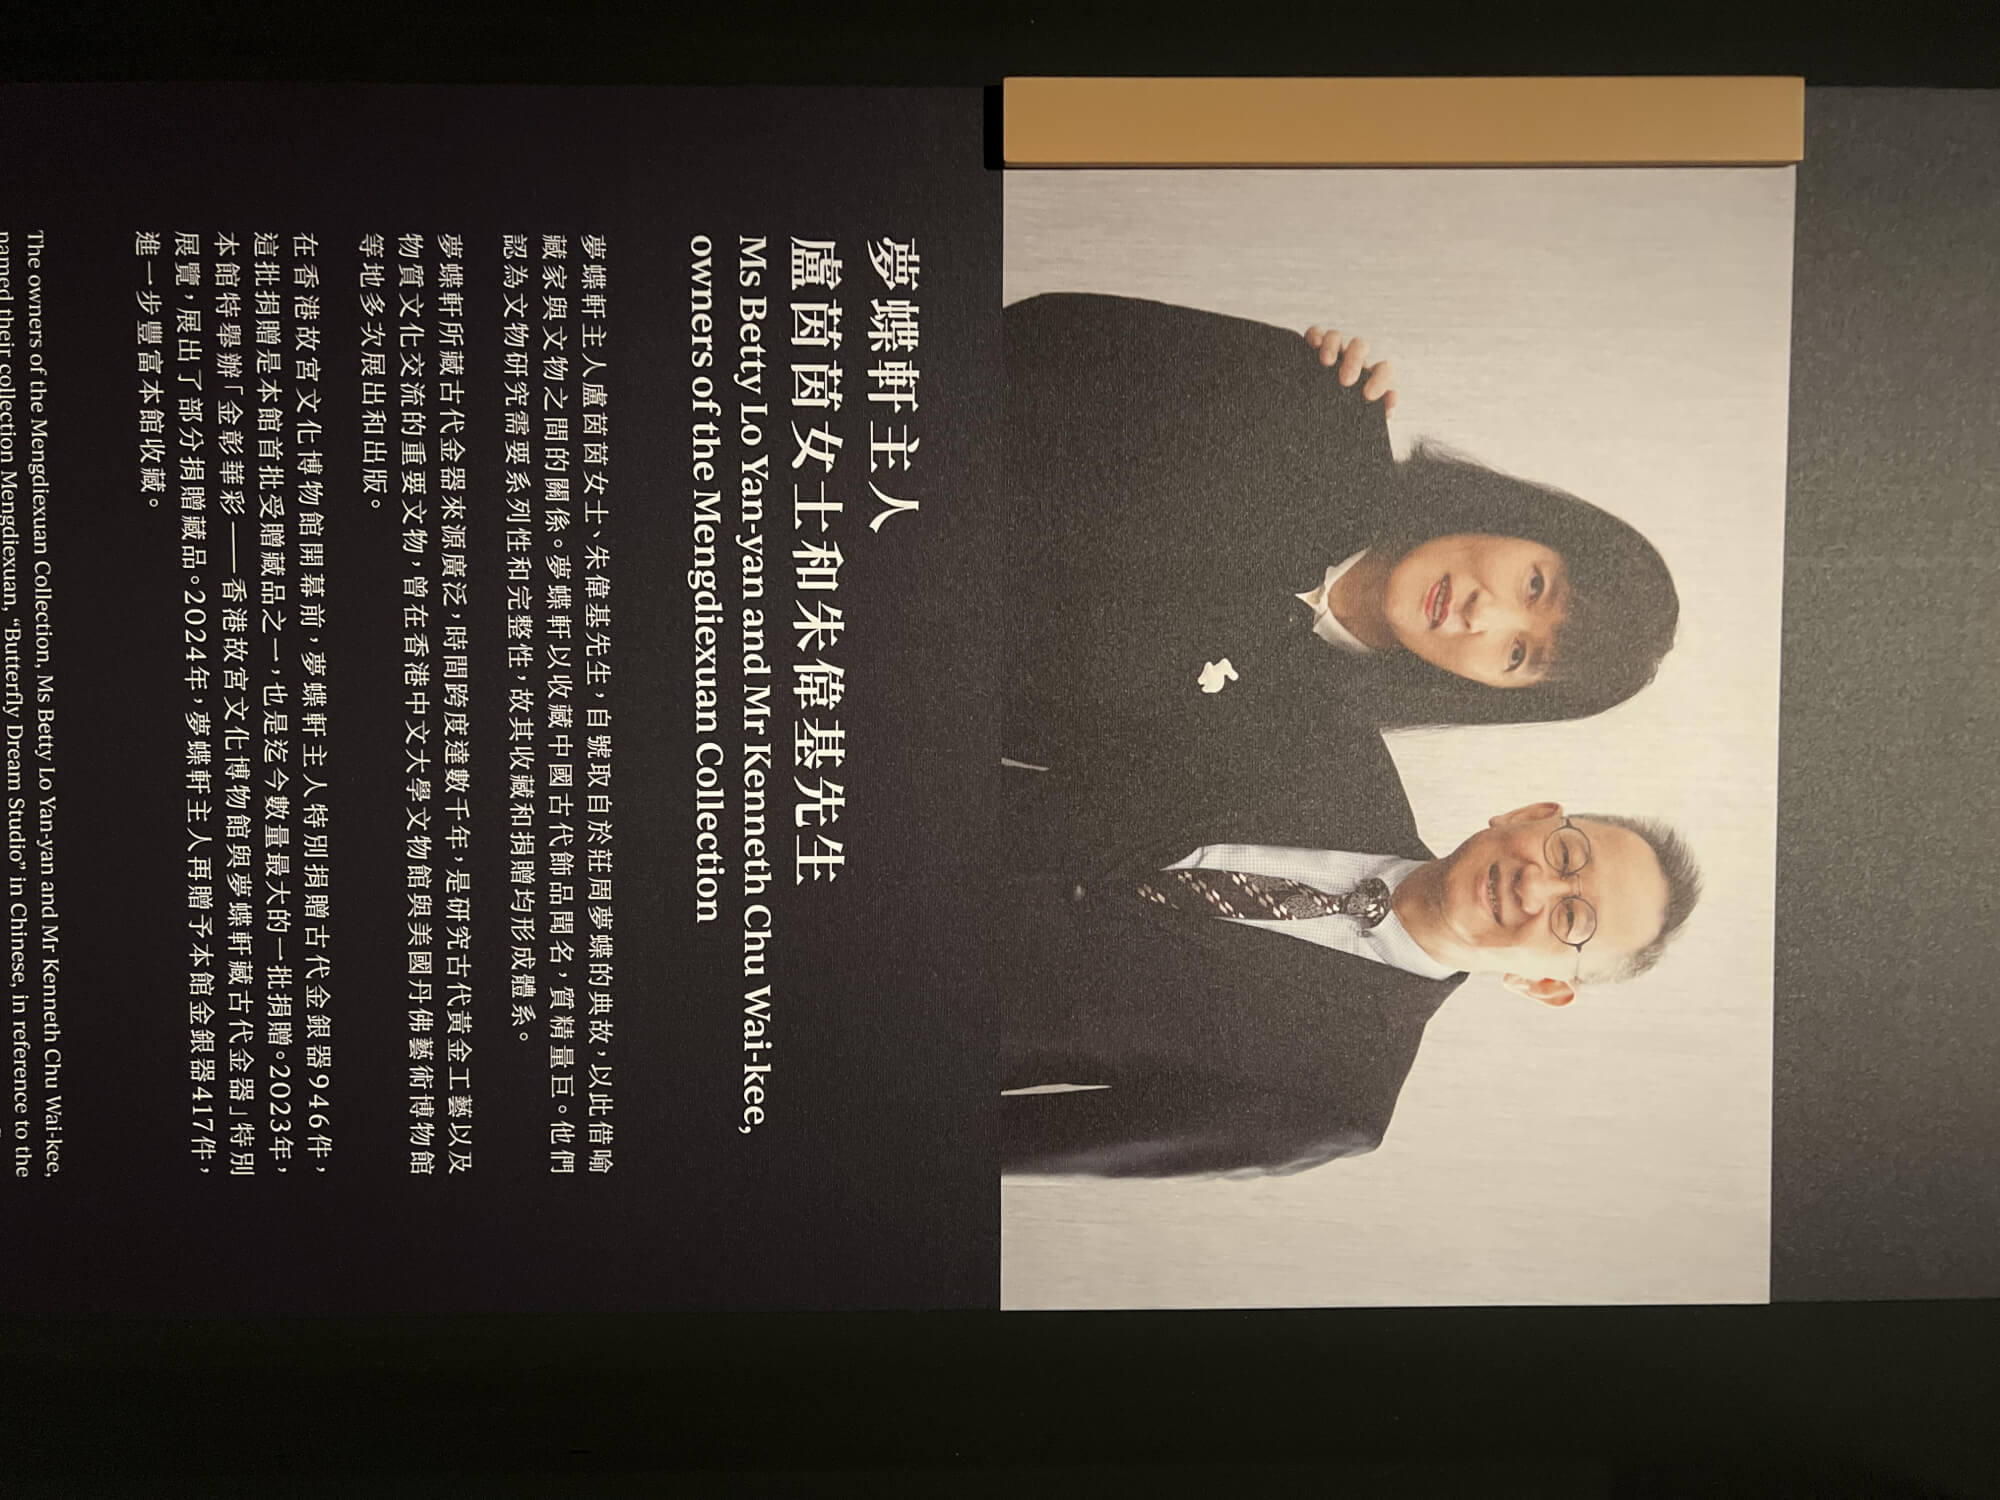 夢蝶軒主人
盧茵茵女士和朱偉基先生
Ms Betty Lo Yan-yan and Mr Kenneth Chu Wai-kee,
owners of the Mengdiexuan Collection
夢蝶軒主人盧茵茵女士、朱偉基先生，自號取自於莊周夢蝶的典故，以此借喻
藏家與文物之間的關係。夢蝶軒以收藏中國古代飾品聞名，質精量巨。他們
認為文物研究需要系列性和完整性，故其收藏和捐贈均形成體系。
夢蝶軒所藏古代金器來源廣泛，時間跨度達數千年，是研究古代黃金工藝以及
物質文化交流的重要文物，曾在香港中文大學文物館與美國丹佛藝術博物館
等地多次展出和出版。
在香港故宮文化博物館開幕前，夢蝶軒主人特別捐贈古代金銀器946件，
這批捐贈是本館首批受贈藏品之一，也是迄今數量最大的一批捐贈。2023年，
本館特舉辦「金彰華彩——香港故宮文化博物館與夢蝶軒藏古代金器」特別
展覽，展出了部分捐贈藏品。2024年，夢蝶軒主人再贈予本館金銀器417件，
進一步豐富本館收藏。
The owners of the Mengdiexuan Collection, Ms Betty Lo Yan-yan and Mr Kenneth Chu Wai-kee,
named their collection Mengdiexuan, “Butterfly Dream Studio” in Chinese, in reference to the